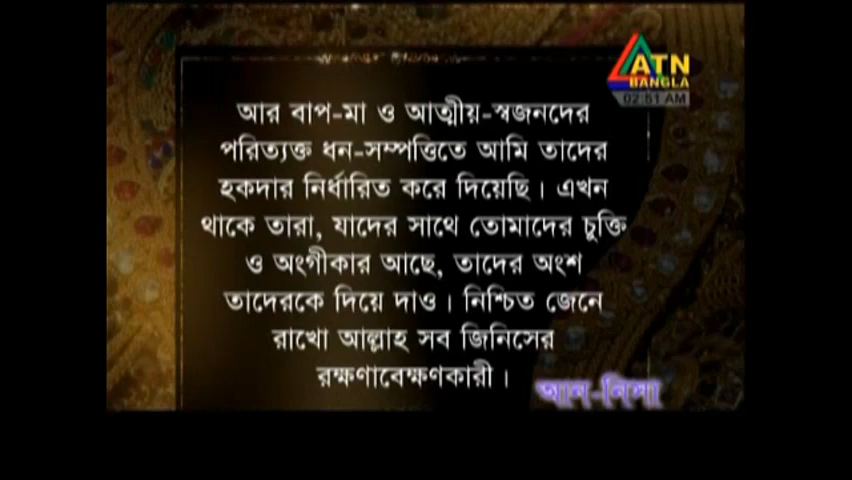 ATN
BANGLA
02:51 AM
আর বাপ-মা ও আত্মীয়-স্বজনদের
পরিত্যক্ত ধন-সম্পত্তিতে আমি তাদের
হকদার নির্ধারিত করে দিয়েছি। এখন
থাকে তারা, যাদের সাথে তোমাদের চুক্তি
ও অংগীকার আছে, তাদের অংশ
তাদেরকে দিয়ে দাও। নিশ্চিত জেনে
রাখো আল্লাহ সব জিনিসের
রক্ষণাবেক্ষণকারী।
আন-নিসা